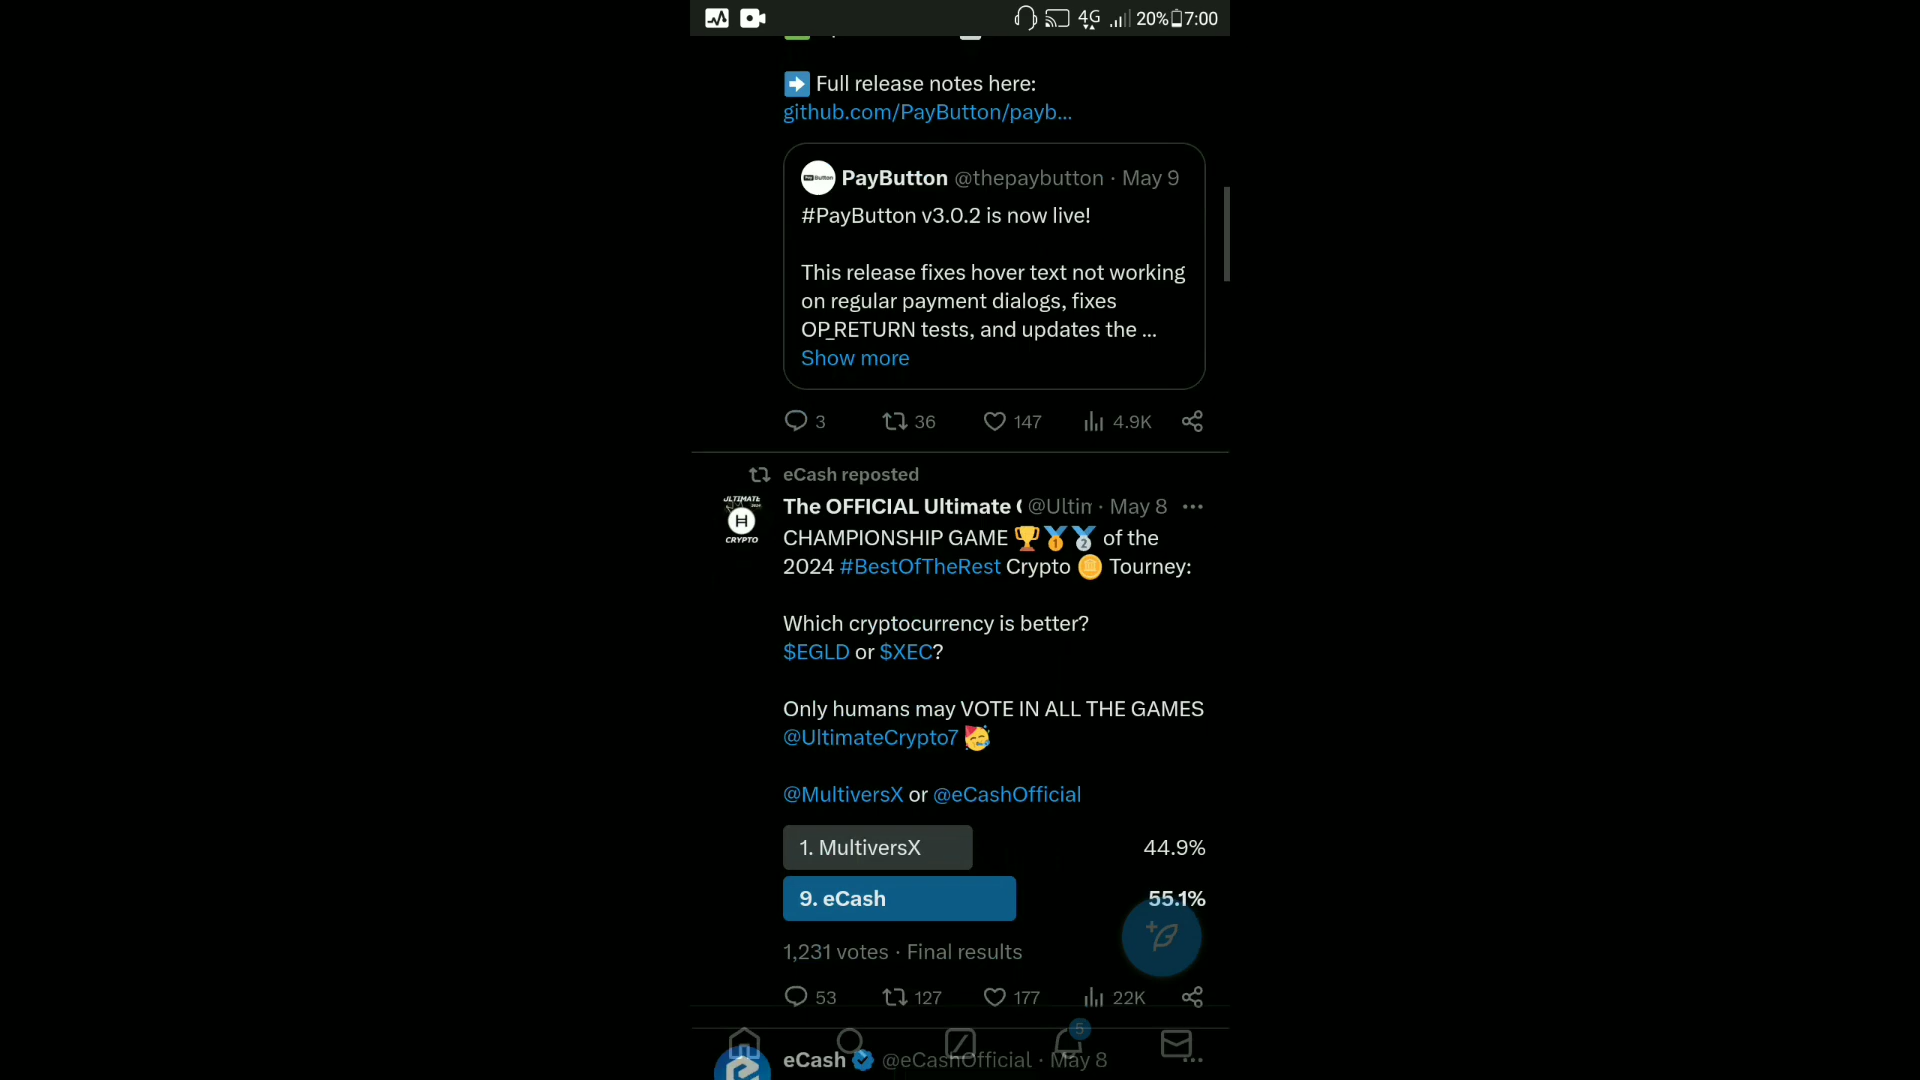 4G 20% 7:00
Full release notes here:
github.com/PayButton/payb...
PayButton @thepaybutton · May 9
#PayButton v3.0.2 is now live!
This release fixes hover text not working
on regular payment dialogs, fixes
OP_RETURN tests, and updates the ...
Show more
3 36 147 4.9K
eCash reposted
The OFFICIAL Ultimate @Ultim · May 8
ULTIMATE
H
CRYPTO
CHAMPIONSHIP GAME 🏆🥇🥈 of the
2024 #BestOfTheRest Crypto 🪙 Tourney:
Which cryptocurrency is better?
$EGLD or $XEC?
Only humans may VOTE IN ALL THE GAMES
@UltimateCrypto7 🥳
@MultiversX or @eCashOfficial
1. MultiversX 44.9%
9. eCash 55.1%
1,231 votes · Final results
53 127 177 22K
5
eCash @eCashOfficial · May 8